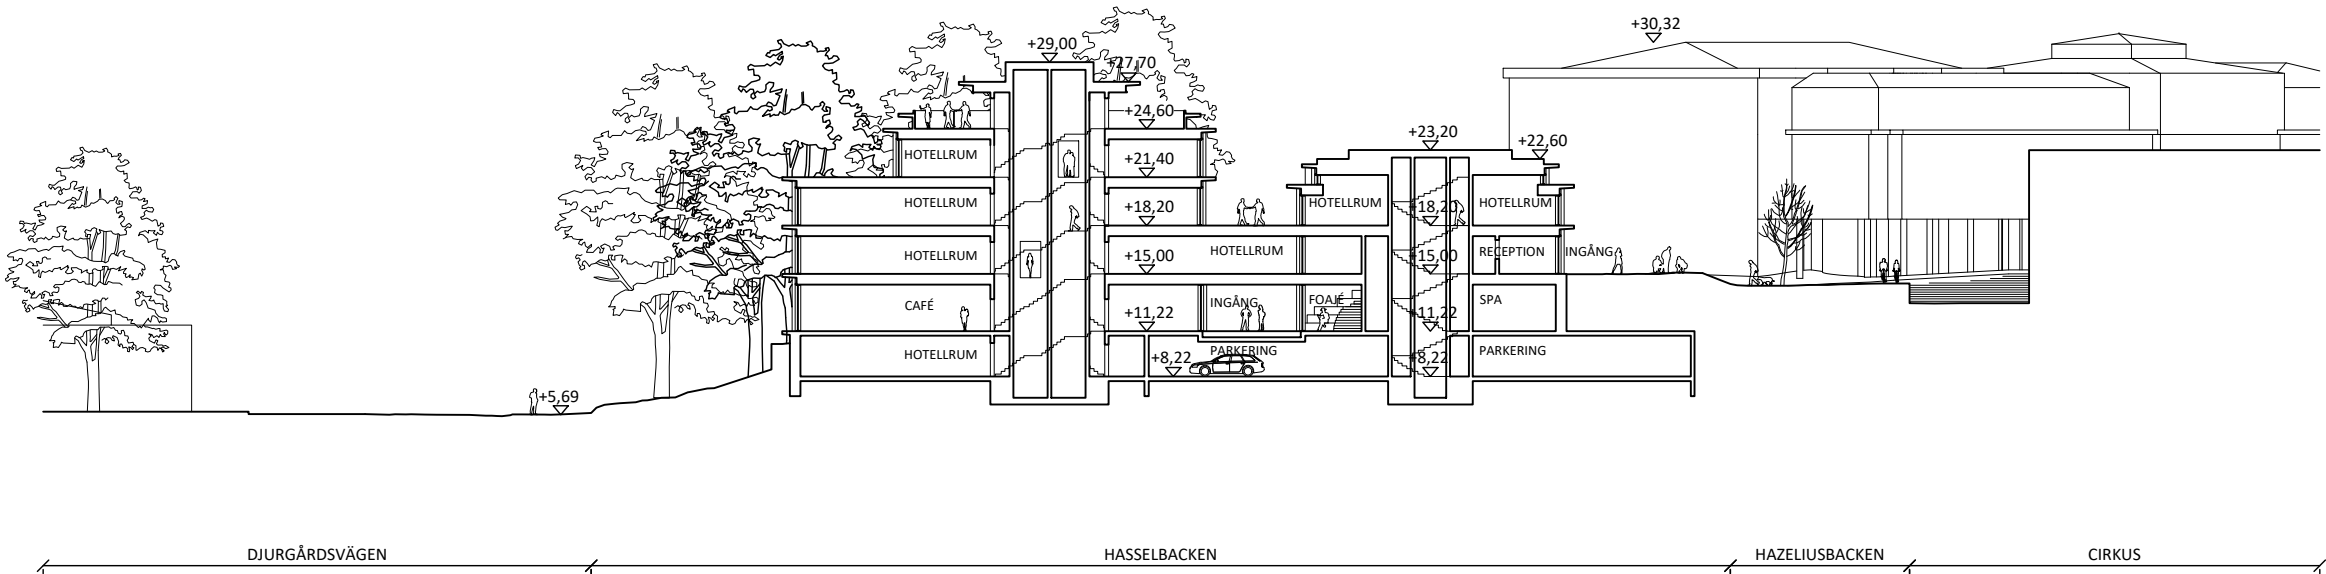 +30,32
+29,00
+27,70
+24,60
+23,20
+22,60
HOTELLRUM
+21,40
HOTELLRUM
+18,20
HOTELLRUM
+18,20
HOTELLRUM
HOTELLRUM
+15,00
HOTELLRUM
+15,00
RECEPTION
INGÅNG
CAFÉ
+11,22
INGÅNG
FOAJÉ
+11,22
SPA
HOTELLRUM
+8,22
PARKERING
+8,22
PARKERING
+5,69
DJURGÅRDSVÄGEN
HASSELBACKEN
HAZELIUSBACKEN
CIRKUS